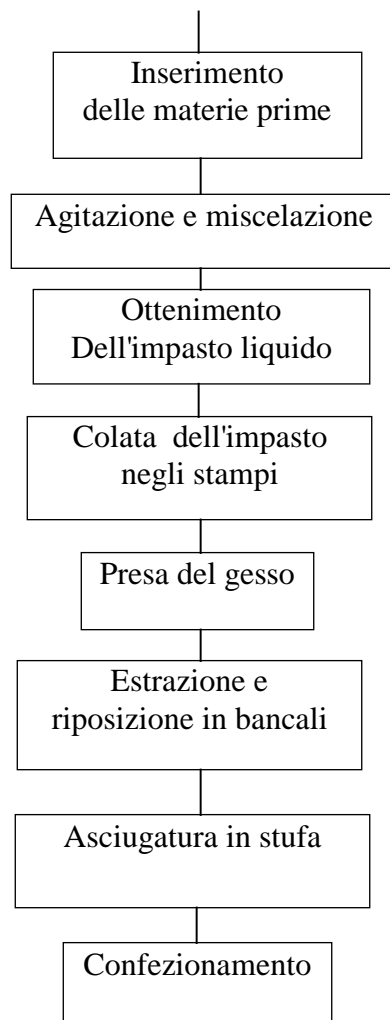 Inserimento
delle materie prime
Agitazione e miscelazione
Ottenimento
Dell'impasto liquido
Colata dell'impasto
negli stampi
Presa del gesso
Estrazione e
riposizione in bancali
Asciugatura in stufa
Confezionamento